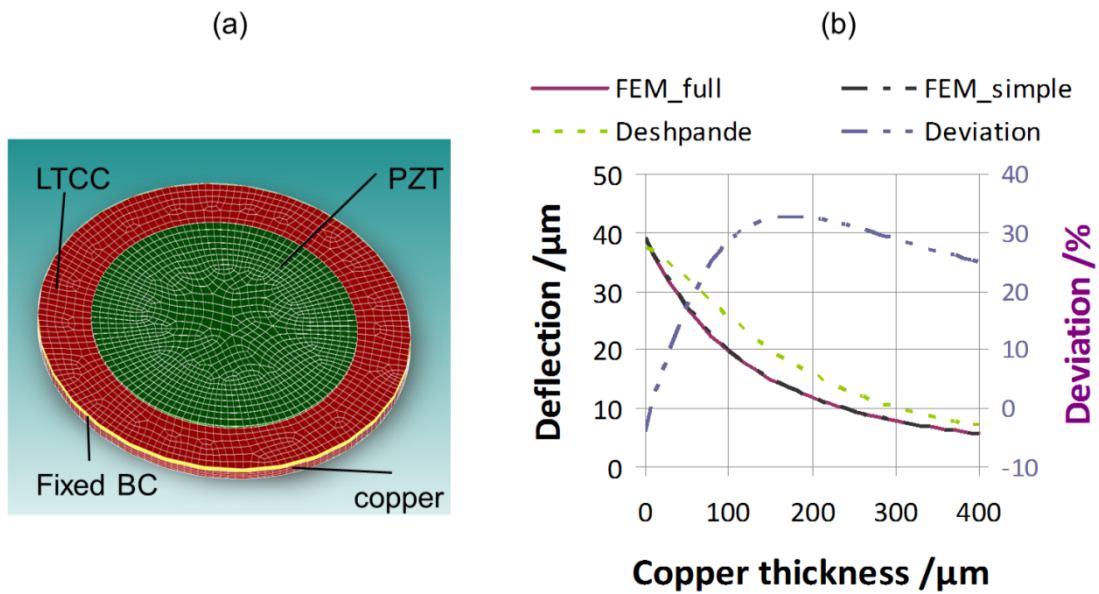 (a)
(b)
LTCC
PZT
Fixed BC
copper
FEM_full
FEM_simple
Deshpande
Deviation
50
40
30
20
10
0
Deflection /µm
40
30
20
10
0
-10
Deviation /%
0 100 200 300 400
Copper thickness /µm